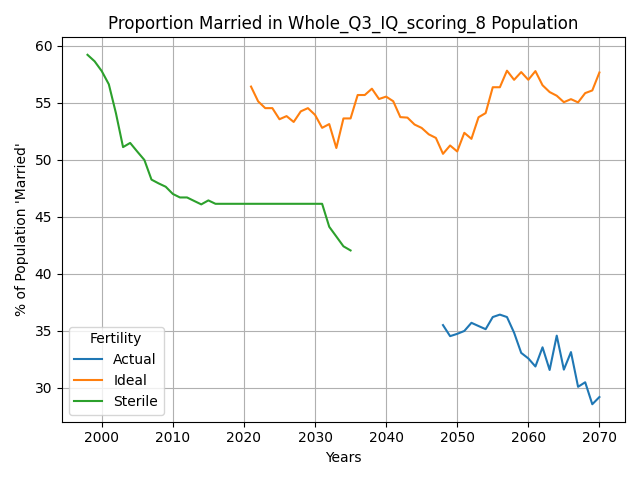 Proportion Married in Whole_Q3_IQ_scoring_8 Population
% of Population 'Married'
60
55
50
45
40
35
30
Fertility
Actual
Ideal
Sterile
2000 2010 2020 2030 2040 2050 2060 2070
Years